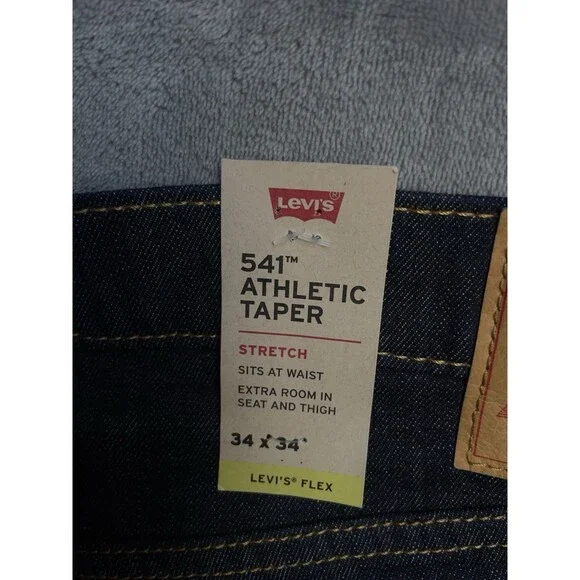 Levi's®
541™
ATHLETIC
TAPER
STRETCH
SITS AT WAIST
EXTRA ROOM IN
SEAT AND THIGH
34 x 34
LEVI'S® FLEX